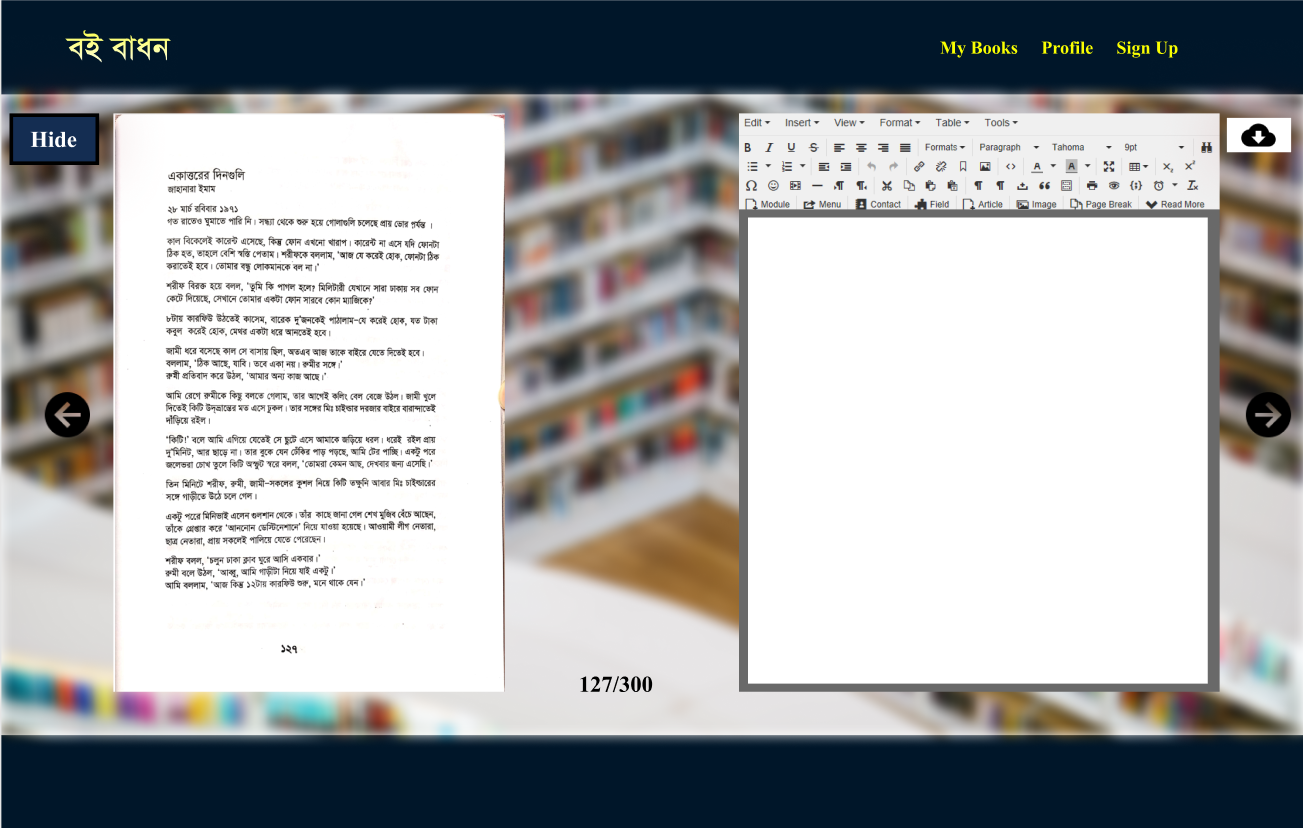 বই বাধন
My Books Profile Sign Up
Hide
একাত্তরের দিনগুলি
জাহানারা ইমাম
২৮ মার্চ রবিবার ১৯৭১
গত রাতেও ঘুমাতে পারি নি। সন্ধ্যা থেকে শুরু হয়ে গোলাগুলি চলেছে প্রায় ভোর পর্যন্ত ।
কাল বিকেলেই কারেন্ট এসেছে, কিন্তু ফোন এখনো খারাপ। কারেন্ট না এসে যদি ফোনটা
ঠিক হত, তাহলে বেশি স্বস্তি পেতাম। শরীফকে বললাম, 'আজ যে করেই হোক, ফোনটা ঠিক
করাতেই হবে। তোমার বন্ধু লোকমানকে বল না।'
শরীফ বিরক্ত হয়ে বলল, 'তুমি কি পাগল হলে? মিলিটারী যেখানে সারা ঢাকায় সব ফোন
কেটে দিয়েছে, সেখানে তোমার একটা ফোন সারবে কোন ম্যাজিকে?'
৮টায় কারফিউ উঠতেই কাসেম, বারেক দু'জনকেই পাঠালাম–যে করেই হোক, যত টাকা
কবুল করেই হোক, মেথর একটা ধরে আনতেই হবে।
জামী ধরে বসেছে কাল সে বাসায় ছিল, অতএব আজ তাকে বাইরে যেতে দিতেই হবে।
বললাম, 'ঠিক আছে, যাবি। তবে একা নয়। রুমীর সঙ্গে।'
রুমী প্রতিবাদ করে উঠল, 'আমার অন্য কাজ আছে।'
আমি রেগে রুমীকে কিছু বলতে গেলাম, তার আগেই কলিং বেল বেজে উঠল। জামী খুলে
দিতেই কিটি উদ্‌ভ্রান্তের মত এসে ঢুকল। তার সঙ্গের মিঃ চাইল্ডার দরজার বাইরে বারান্দাতেই
দাঁড়িয়ে রইল।
'কিটি!' বলে আমি এগিয়ে যেতেই সে ছুটে এসে আমাকে জড়িয়ে ধরল। ধরেই রইল প্রায়
দু'মিনিট, আর ছাড়ে না। তার বুকে যেন ঢেঁকির পাড় পড়ছে, আমি টের পাচ্ছি। একটু পরে
জলেভরা চোখ তুলে কিটি অস্ফুট স্বরে বলল, 'তোমরা কেমন আছ, দেখবার জন্য এসেছি।'
তিন মিনিটে শরীফ, রুমী, জামী–সকলের কুশল নিয়ে কিটি তক্ষুনি আবার মিঃ চাইল্ডারের
সঙ্গে গাড়ীতে উঠে চলে গেল।
একটু পরের মিনিভাই এলেন গুলশান থেকে। তাঁর কাছে জানা গেল শেখ মুজিব বেঁচে আছেন,
তাঁকে গ্রেপ্তার করে 'আননোন ডেস্টিনেশানে' নিয়ে যাওয়া হয়েছে। আওয়ামী লীগ নেতারা,
ছাত্র নেতারা, প্রায় সকলেই পালিয়ে যেতে পেরেছেন।
শরীফ বলল, 'চলুন ঢাকা ক্লাব ঘুরে আসি একবার।'
রুমী বলে উঠল, 'আব্বু, আমি গাড়ীটা নিয়ে যাই একটু।'
আমি বললাম, 'আজ কিন্তু ১২টায় কারফিউ শুরু, মনে থাকে যেন।'
১২৭
127/300
Edit Insert View Format Table Tools
B I U S Formats Paragraph Tahoma 9pt
Module Menu Contact Field Article Image Page Break Read More